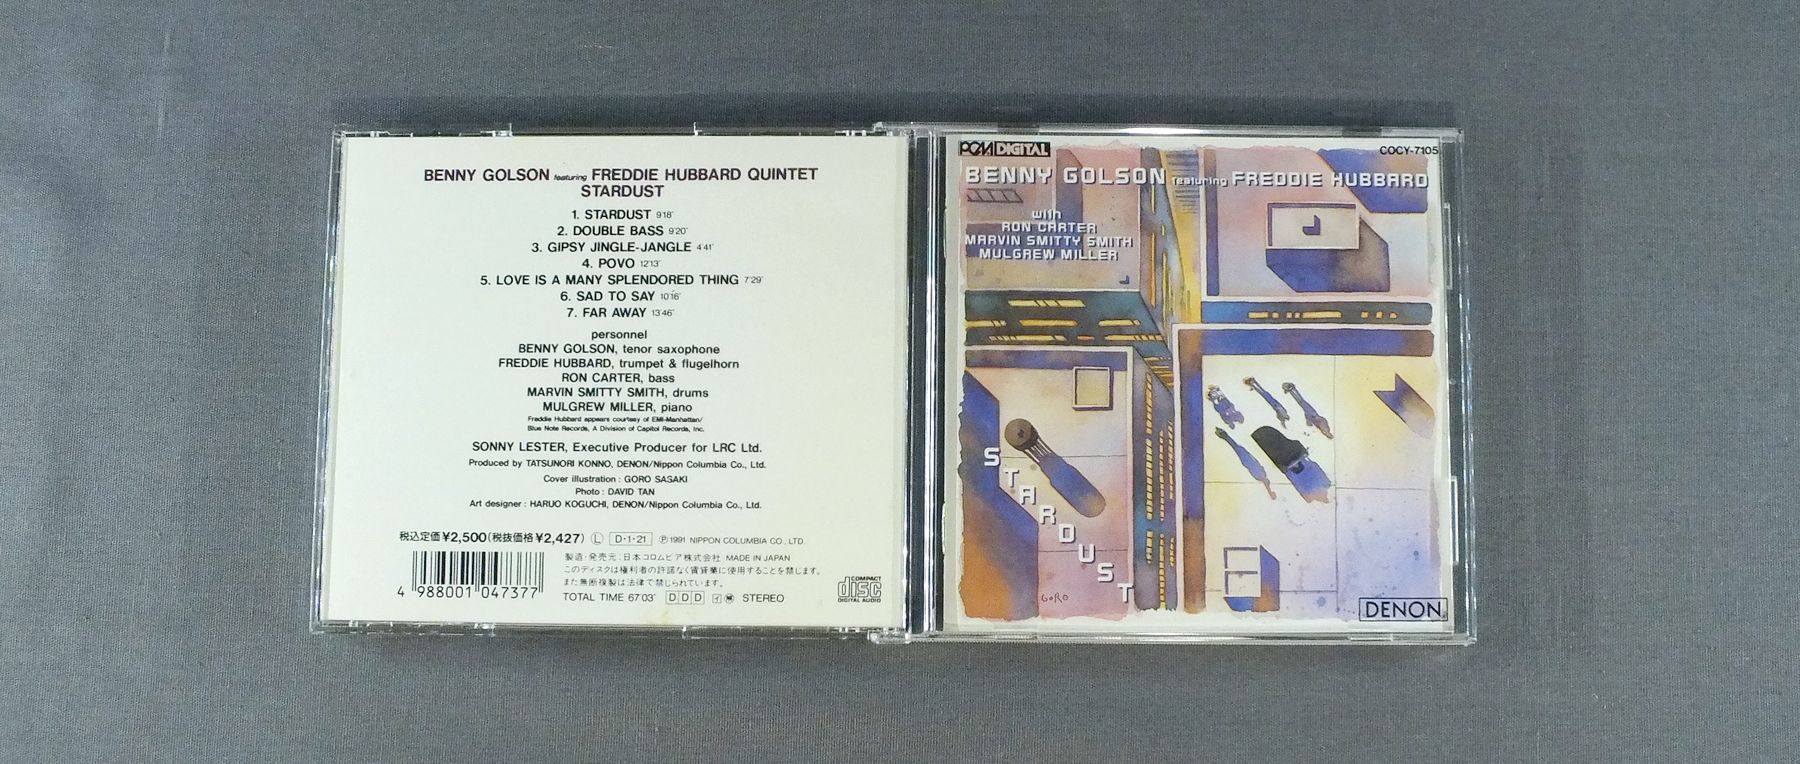 BENNY GOLSON featuring FREDDIE HUBBARD QUINTET
STARDUST
1. STARDUST 9'18"
2. DOUBLE BASS 9'20"
3. GIPSY JINGLE-JANGLE 4'41"
4. POVO 12'13"
5. LOVE IS A MANY SPLENDORED THING 7'29"
6. SAD TO SAY 10'16"
7. FAR AWAY 13'46"
personnel
BENNY GOLSON, tenor saxophone
FREDDIE HUBBARD, trumpet & flugelhorn
RON CARTER, bass
MARVIN SMITTY SMITH, drums
MULGREW MILLER, piano
Freddie Hubbard appears courtesy of EMI-Manhattan/
Blue Note Records, A Division of Capitol Records, Inc.
SONNY LESTER, Executive Producer for LRC Ltd.
Produced by TATSUNORI KONNO, DENON/Nippon Columbia Co., Ltd.
Cover illustration : GORO SASAKI
Photo : DAVID TAN
Art designer : HARUO KOGUCHI, DENON/Nippon Columbia Co., Ltd.
税込定価¥2,500(税抜価格¥2,427) Ⓛ D・1・21 Ⓟ1991 NIPPON COLUMBIA CO., LTD.
製造・発売元:日本コロムビア株式会社 MADE IN JAPAN
このディスクは権利者の許諾なく賃貸業に使用することを禁じます。
また無断複製は法律で禁じられています。
TOTAL TIME 67'03" DDD STEREO
4 988001 047377
COMPACT
disc
DIGITAL AUDIO
PCM DIGITAL
COCY-7105
BENNY GOLSON featuring FREDDIE HUBBARD
with
RON CARTER
MARVIN SMITTY SMITH
MULGREW MILLER
STARDUST
GORO
DENON